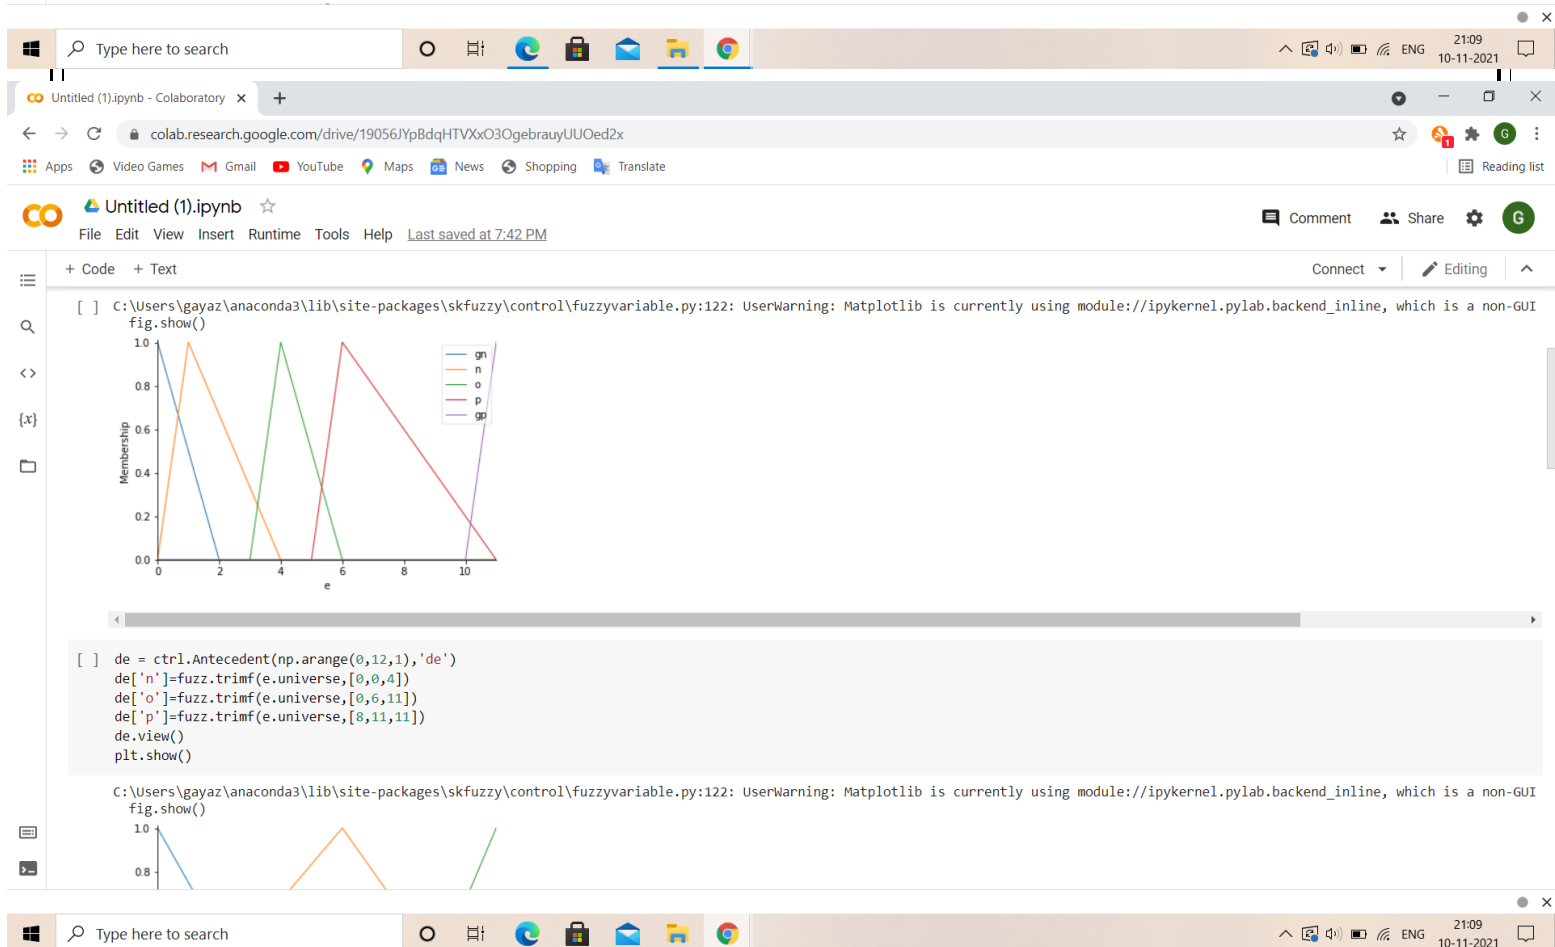 Type here to search
ENG
21:09
10-11-2021
Untitled (1).ipynb - Colaboratory
colab.research.google.com/drive/19056JYpBdqHTVXxO3OgebrauyUUOed2x
1
G
Apps
Video Games
Gmail
YouTube
Maps
News
Shopping
Translate
Reading list
Untitled (1).ipynb
Comment
Share
G
File Edit View Insert Runtime Tools Help Last saved at 7:42 PM
+ Code + Text
Connect
Editing
[ ] C:\Users\gayaz\anaconda3\lib\site-packages\skfuzzy\control\fuzzyvariable.py:122: UserWarning: Matplotlib is currently using module://ipykernel.pylab.backend_inline, which is a non-GUI
fig.show()
1.0
0.8
0.6
0.4
0.2
0.0
Membership
0 2 4 6 8 10
e
gn
n
o
p
gp
[ ] de = ctrl.Antecedent(np.arange(0,12,1),'de')
de['n']=fuzz.trimf(e.universe,[0,0,4])
de['o']=fuzz.trimf(e.universe,[0,6,11])
de['p']=fuzz.trimf(e.universe,[8,11,11])
de.view()
plt.show()
C:\Users\gayaz\anaconda3\lib\site-packages\skfuzzy\control\fuzzyvariable.py:122: UserWarning: Matplotlib is currently using module://ipykernel.pylab.backend_inline, which is a non-GUI
fig.show()
1.0
0.8
Type here to search
ENG
21:09
10-11-2021